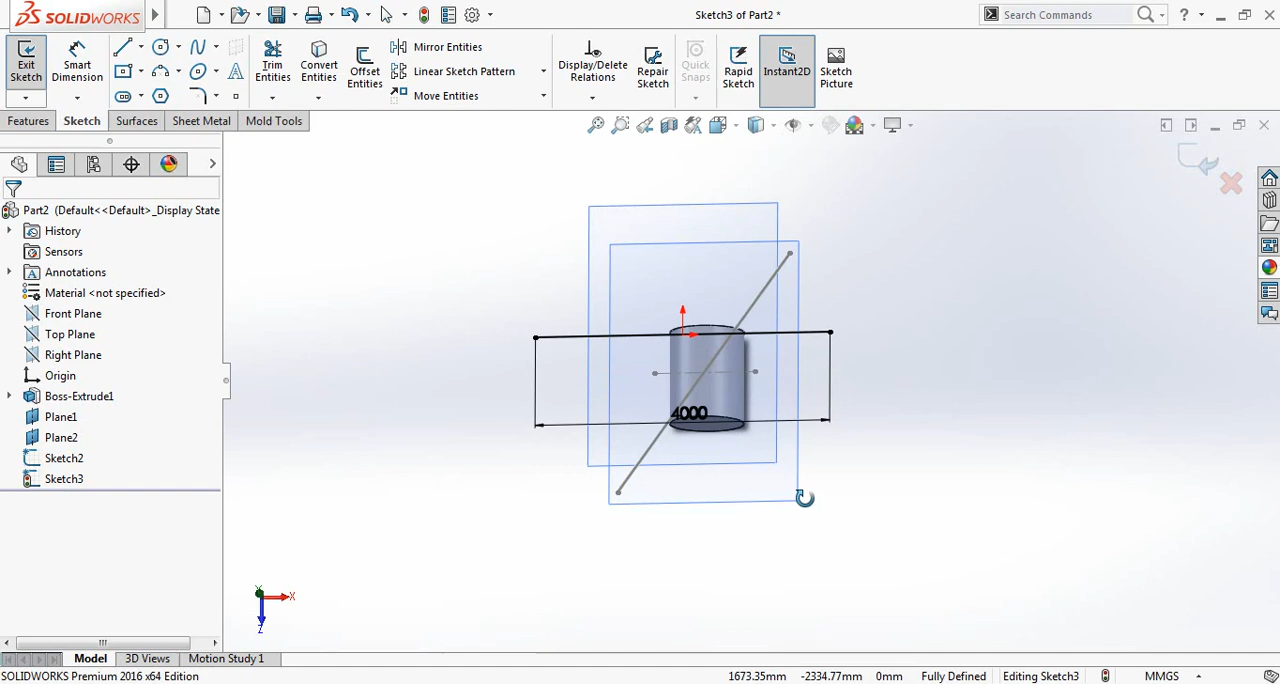 SOLIDWORKS
Sketch3 of Part2 *
Search Commands
?
Exit Sketch
Smart Dimension
Trim Entities
Convert Entities
Offset Entities
Mirror Entities
Linear Sketch Pattern
Move Entities
Display/Delete Relations
Repair Sketch
Quick Snaps
Rapid Sketch
Instant2D
Sketch Picture
Features
Sketch
Surfaces
Sheet Metal
Mold Tools
Part2 (Default<<Default>_Display State
History
Sensors
Annotations
Material <not specified>
Front Plane
Top Plane
Right Plane
Origin
Boss-Extrude1
Plane1
Plane2
Sketch2
Sketch3
4000
Y
X
Z
Model
3D Views
Motion Study 1
SOLIDWORKS Premium 2016 x64 Edition
1673.35mm
-2334.77mm
0mm
Fully Defined
Editing Sketch3
MMGS